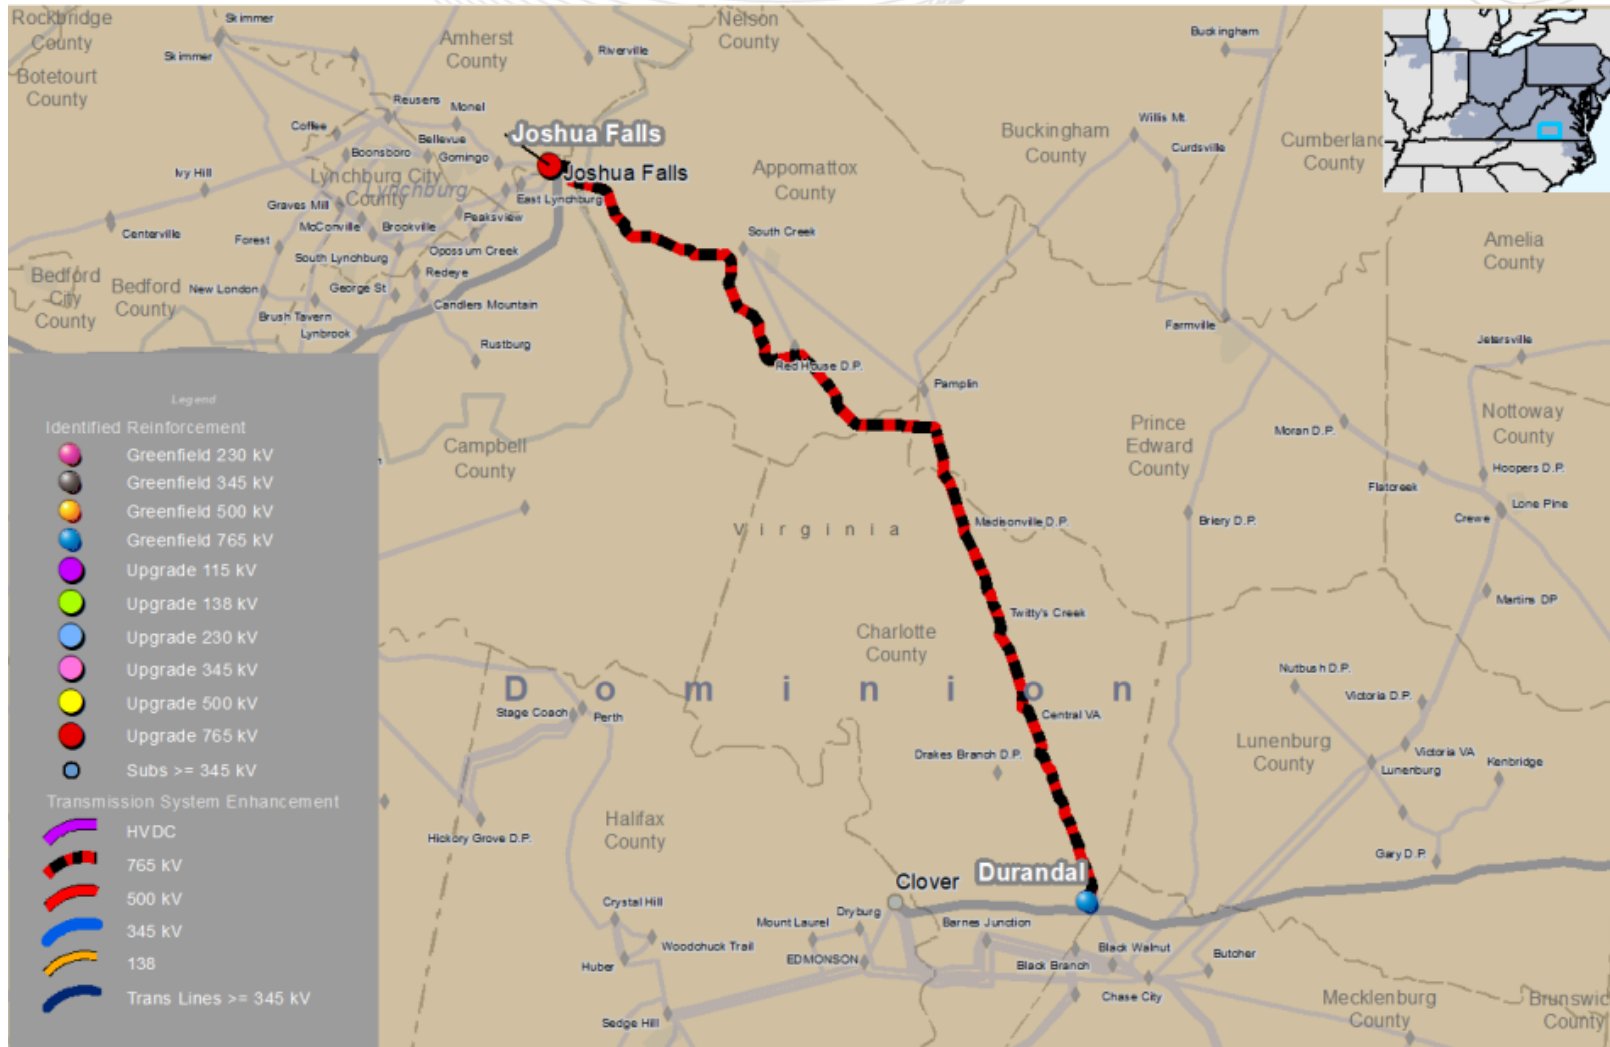 Rockbridge
County
Skimmer
Amherst
County
Nelson
County
Riverville
Buckingham
Skimmer
Botetourt
County
Reusens
Monel
Coffee
Bellevue
Joshua Falls
Boonsboro
Gomingo
Joshua Falls
Ivy Hill
Lynchburg City
County
Lynchburg
East Lynchburg
Graves Mill
Peaksview
McConville
Brookville
Centerville
Forest
South Lynchburg
Opossum Creek
Redeye
Bedford
City
County
Bedford
County
New London
George St
Candlers Mountain
Brush Tavern
Lynbrook
Rustburg
Appomattox
County
South Creek
Buckingham
County
Willis Mt.
Curdsville
Cumberland
County
Amelia
County
Farmville
Jetersville
Red House D.P.
Pamplin
Prince
Edward
County
Moran D.P.
Nottoway
County
Hoopers D.P.
Flatcreek
Lone Pine
Crewe
Campbell
County
Virginia
Madisonville D.P.
Briery D.P.
Martins DP
Twitty's Creek
Charlotte
County
Dominion
Nutbush D.P.
Victoria D.P.
Stage Coach
Perth
Central VA
Drakes Branch D.P.
Lunenburg
County
Victoria VA
Lunenburg
Kenbridge
Hickory Grove D.P.
Halifax
County
Gary D.P.
Clover
Durandal
Crystal Hill
Mount Laurel
Dryburg
Barnes Junction
Woodchuck Trail
EDMONSON
Black Walnut
Butcher
Huber
Black Branch
Chase City
Sedge Hill
Mecklenburg
County
Brunswic
County
Legend
Identified Reinforcement
Greenfield 230 kV
Greenfield 345 kV
Greenfield 500 kV
Greenfield 765 kV
Upgrade 115 kV
Upgrade 138 kV
Upgrade 230 kV
Upgrade 345 kV
Upgrade 500 kV
Upgrade 765 kV
Subs >= 345 kV
Transmission System Enhancement
HVDC
765 kV
500 kV
345 kV
138
Trans Lines >= 345 kV